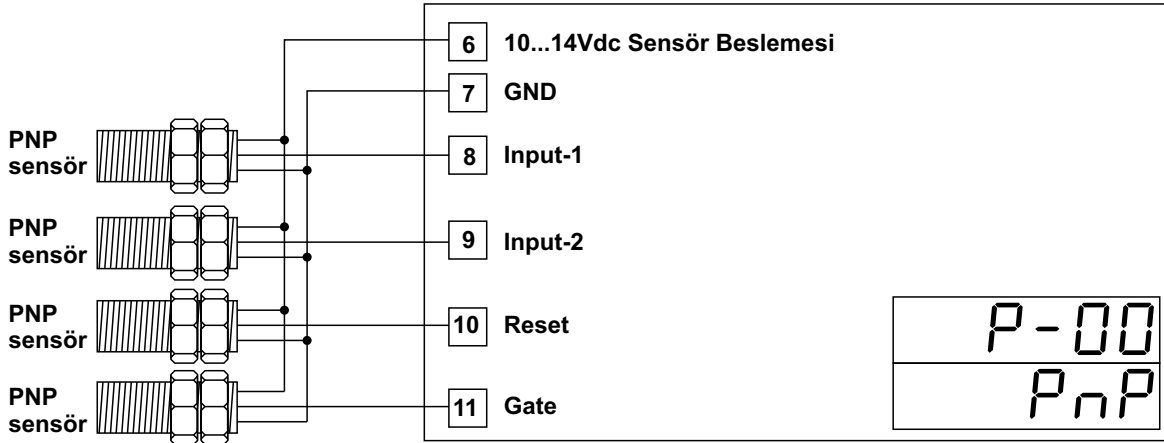 6 10...14Vdc Sensör Beslemesi
7 GND
PNP
sensör
8 Input-1
PNP
sensör
9 Input-2
PNP
sensör
10 Reset
PNP
sensör
11 Gate
P-00
PnP